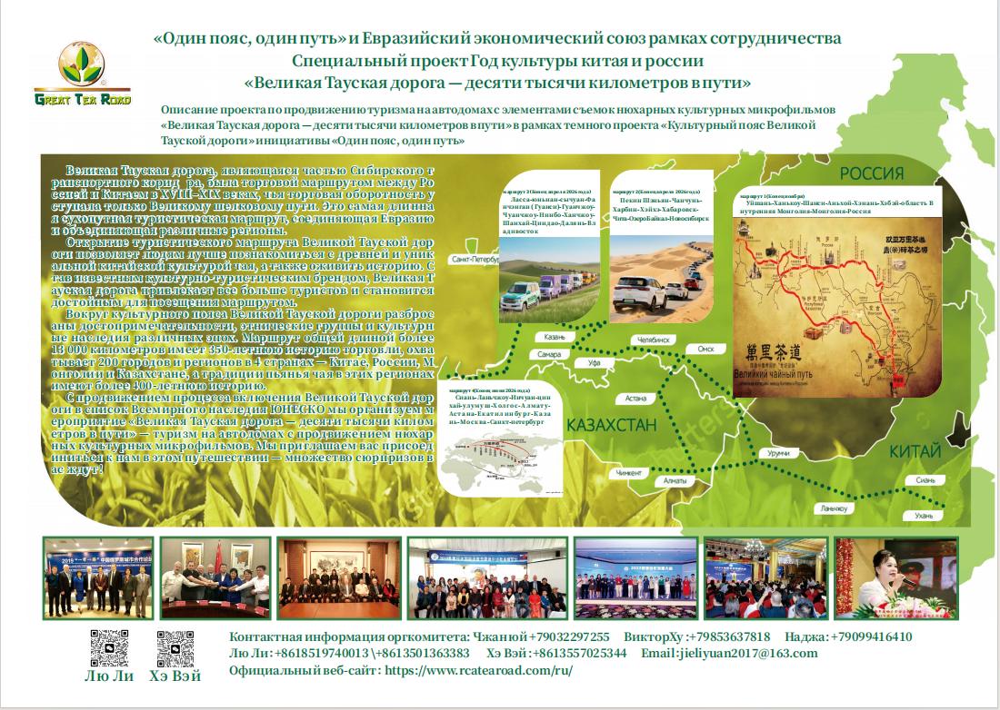 «Один пояс, один путь» и Евразийский экономический союз рамках сотрудничества
Специальный проект Год культуры китая и россии
«Великая Тауская дорога — десяти тысячи километров в пути»
GREAT TEA ROAD
Описание проекта по продвижению туризма на автодомах с элементами съемок нюхарных культурных микрофильмов
«Великая Тауская дорога — десяти тысячи километров в пути» в рамках темного проекта «Культурный пояс Великой
Тауской дороги» инициативы «Один пояс, один путь»
Великая Тауская дорога, являющаяся частью Сибирского т
ранспортного корид ра, была торговой маршрутом между Ро
ссией и Китаем в XVIII–XIX веках, чья торговая оборотность у
ступала только Великому шелковому пути. Это самая длинна
я сухопутная туристическая маршрут, соединяющая Евразию
и объединяющая различные регионы.
Открытие туристического маршрута Великой Тауской дор
оги позволяет людям лучше познакомиться с древней и уник
альной китайской культурой чая, а также оживить историю. С
тав известным культурно-туристическим брендом, Великая Т
ауская дорога привлекает все больше туристов и становится
достойным для посещения маршрутом.
Вокруг культурного пояса Великой Тауской дороги разброс
аны достопримечательности, этнические группы и культурн
ые наследия различных эпох. Маршрут общей длиной более
13 000 километров имеет 350-летнюю историю торговли, охва
тывает 200 городов и регионов в 4 странах — Китае, России, М
онголии и Казахстане, а традиции пьянья чая в этих регионах
имеют более 400-летнюю историю.
С продвижением процесса включения Великой Тауской дор
оги в список Всемирного наследия ЮНЕСКО мы организуем м
ероприятие «Великая Тауская дорога — десяти тысячи килом
етров в пути» — туризм на автодомах с продвижением нюхар
ных культурных микрофильмов. Мы приглашаем вас присоед
иниться к нам в этом путешествии — множество сюрпризов в
ас ждут!
маршрут 3(Конец апреля 2026 года)
Ласса-юньнань-сычуан-Гуа
нчэнган ( Гуанси)-Гуанчжоу-
Чуанчжоу-Нинбо-Ханчжоу-
Шанхай-Циндао-Далянь-Вл
адивосток
маршрут 2(Конец апреля 2026 года)
Пекин Шэньян-Чанчунь-
Харбин-Хэйхэ-Хабаровск-
Чита-ОзероБайкал-Новосибирск
РОССИЯ
маршрут 1(Конец ноября)
Уйшань-Ханькоу-Шанси-Аньхой-Хэнань-Хэбэй-область В
нутренняя Монголия-Монголия-Россия
萬里茶道
Великий чайный путь
Санкт-Петербург
Казань
Самара
Уфа
Челябинск
Омск
Астана
КАЗАХСТАН
Чимкент
Алматы
Урумчи
КИТАЙ
Сиань
Ланьчжоу
Ухань
маршрут 4(Конец июня 2026 года)
Сиань-Ланьчжоу-Инчуан-цин
хай-улумуш-Холгос-Алмату-
Астана-Екатилинбург-Каза
нь-Москва-Санкт-петербург
Контактная информация оргкомитета: Чжан юй +79032297255 ВикторХу :+79853637818 Наджа: +79099416410
Лю Ли: +8618519740013 \+8613501363383 Хэ Вэй :+8613557025344 Email :jieliyuan2017@163.com
Официальный веб-сайт : https://www.rcatearoad.com/ru/
Лю Ли Хэ Вэй